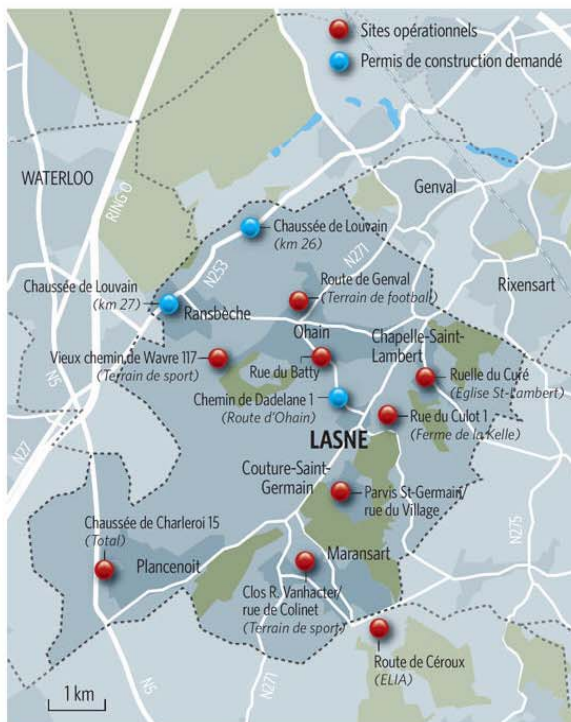 Sites opérationnels
Permis de construction demandé
WATERLOO
RING O
Genval
Chaussée de Louvain
(km 26)
N271
N253
Chaussée de Louvain
(km 27)
Route de Genval
(Terrain de football)
Rixensart
Ransbèche
Ohain
Chapelle-Saint-
Lambert
N5
Vieux chemin de Wavre 117
(Terrain de sport)
Rue du Batty
Ruelle du Curé
(Eglise St-Lambert)
Chemin de Dadelane 1
(Route d'Ohain)
Rue du Culot 1
(Ferme de la Kelle)
N27
LASNE
Couture-Saint-
Germain
Parvis St-Germain/
rue du Village
Chaussée de Charleroi 15
(Total)
N275
Plancenoit
Maransart
Clos R. Vanhacter/
rue de Colinet
(Terrain de sport)
Route de Céroux
(ELIA)
1 km
N5
N271